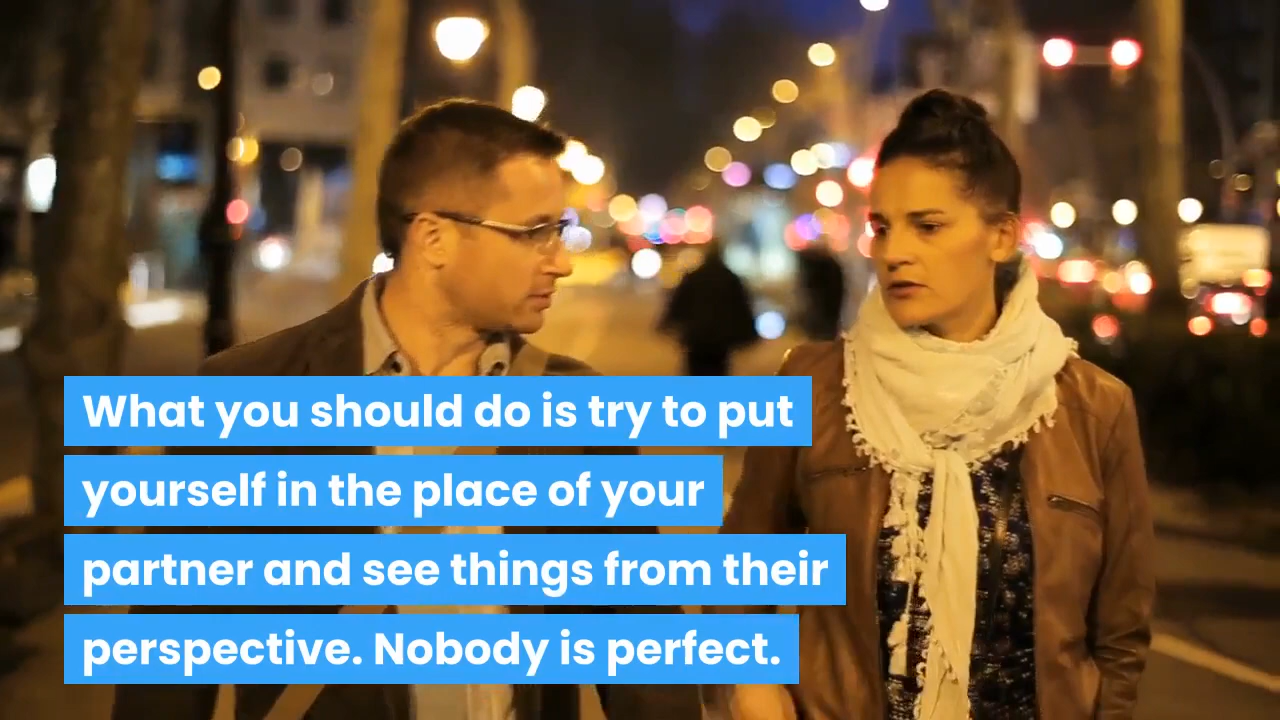 What you should do is try to put
yourself in the place of your
partner and see things from their
perspective. Nobody is perfect.